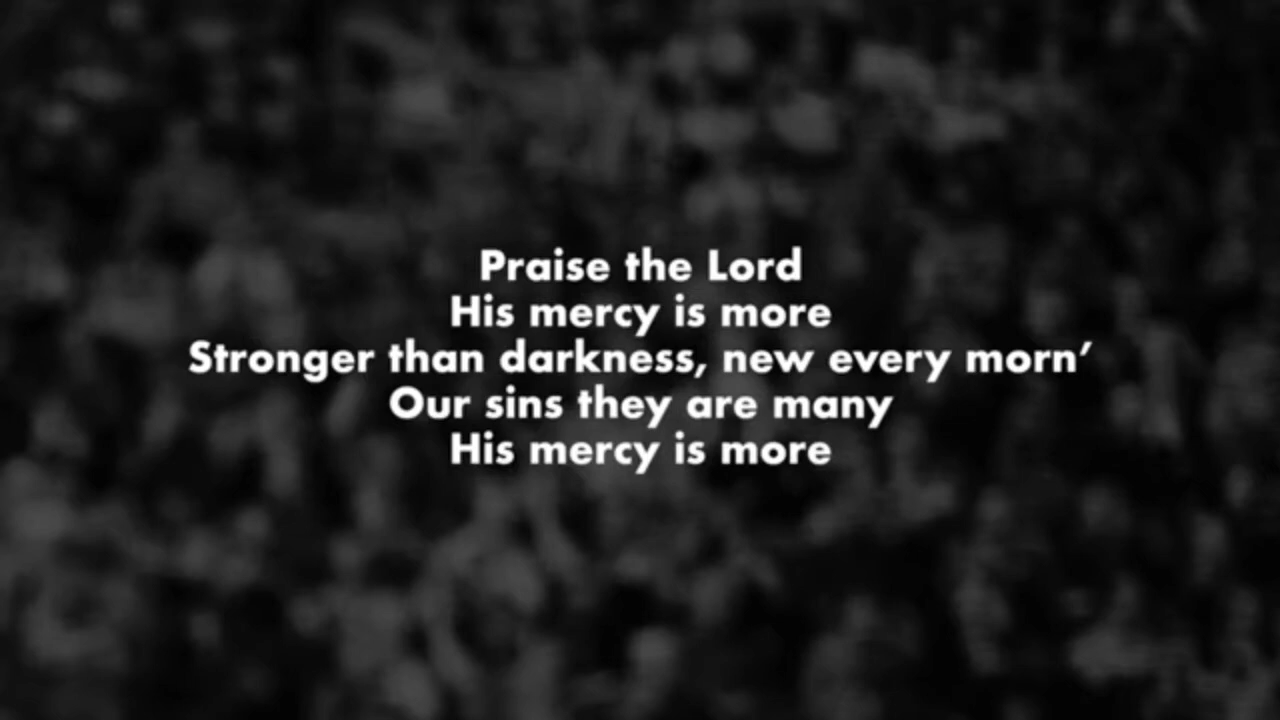 Praise the Lord
His mercy is more
Stronger than darkness, new every morn’
Our sins they are many
His mercy is more